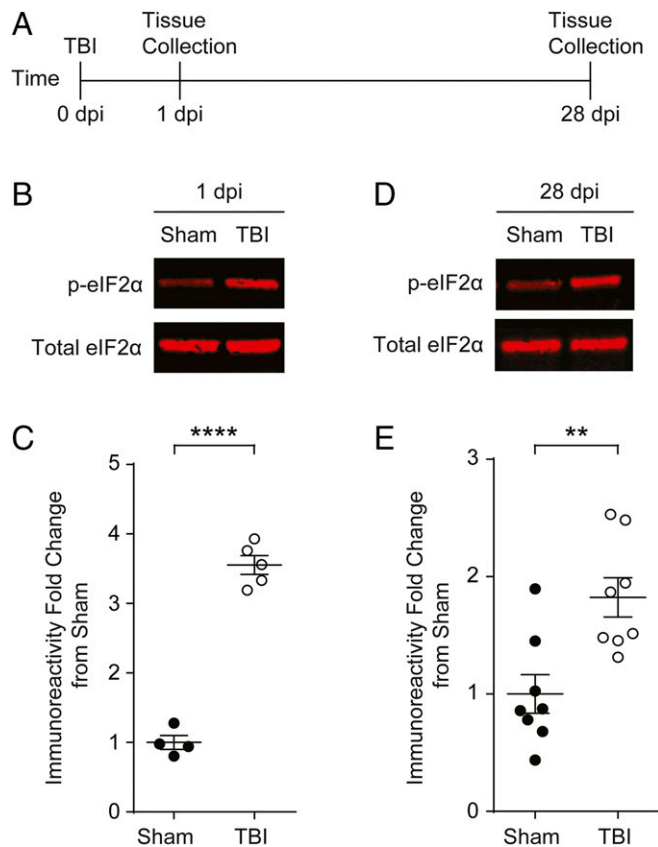 A
TBI
Tissue
Collection
Tissue
Collection
Time
0 dpi
1 dpi
28 dpi
B
1 dpi
Sham TBI
p-eIF2α
Total eIF2α
D
28 dpi
Sham TBI
p-eIF2α
Total eIF2α
C
****
Immunoreactivity Fold Change
from Sham
5
4
3
2
1
0
Sham
TBI
E
**
Immunoreactivity Fold Change
from Sham
3
2
1
0
Sham
TBI